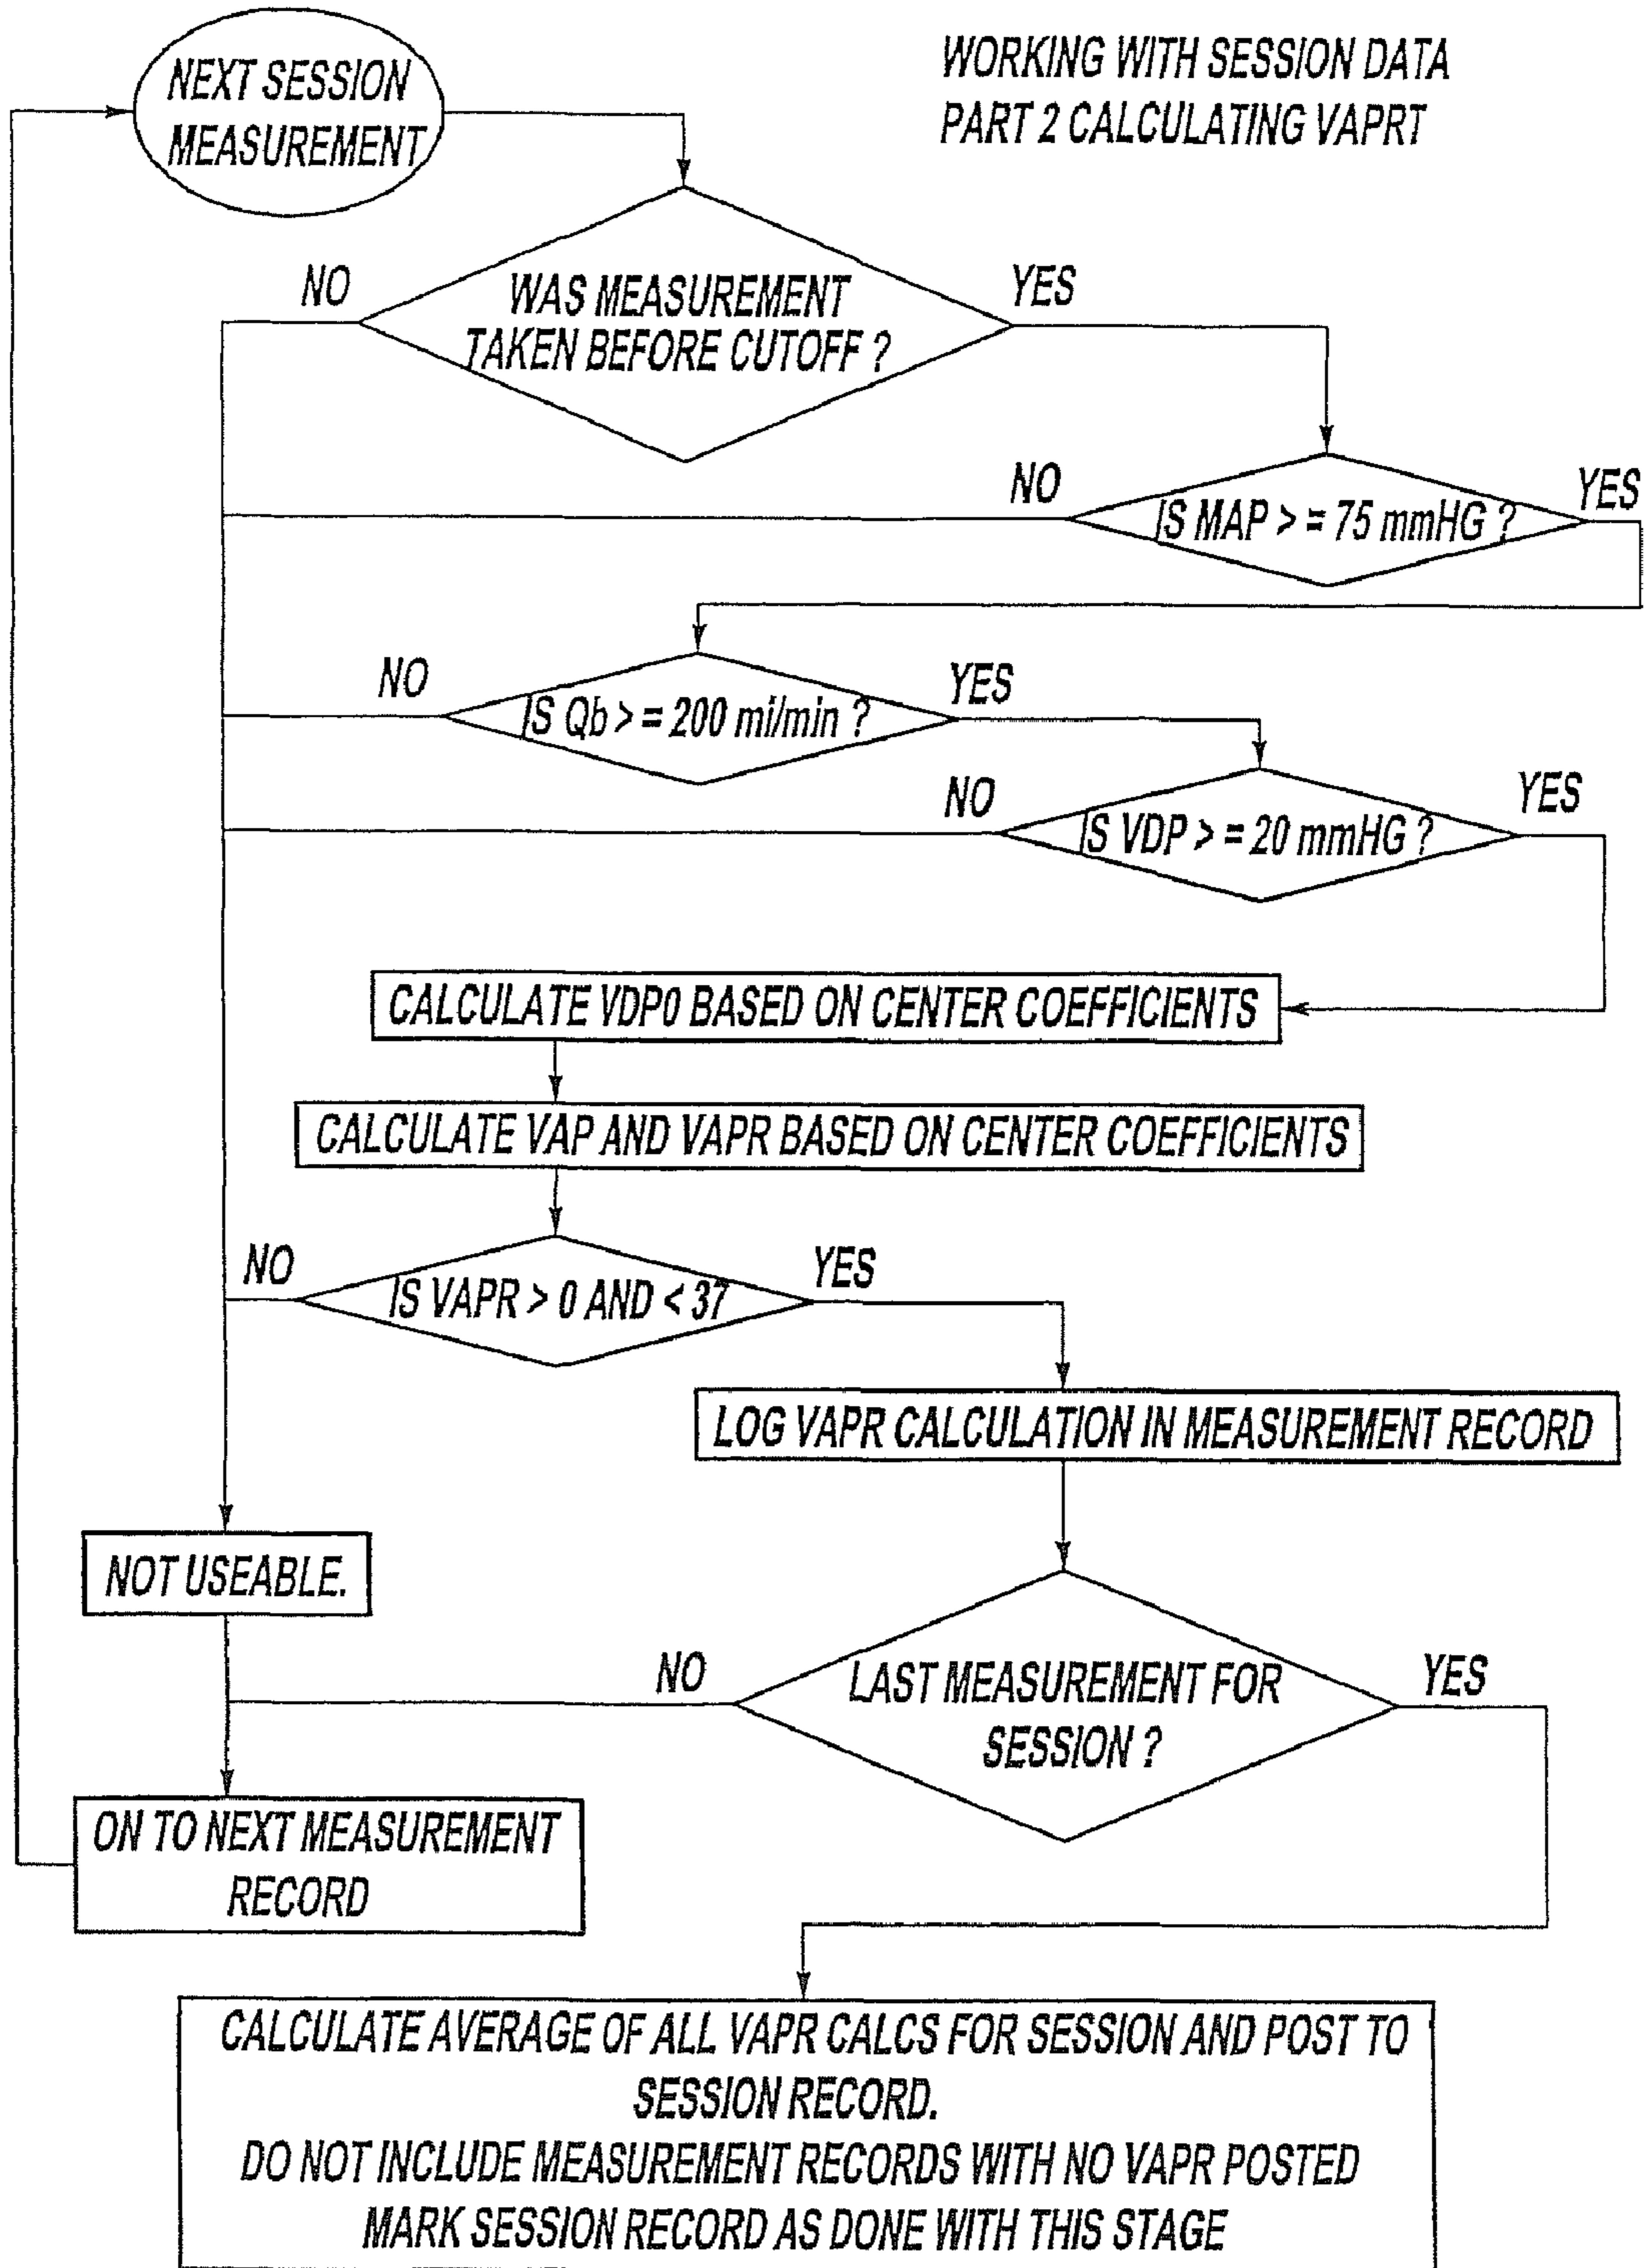 WORKING WITH SESSION DATA
PART 2 CALCULATING VAPRT
NEXT SESSION
MEASUREMENT
NO
WAS MEASUREMENT
TAKEN BEFORE CUTOFF ?
YES
NO
IS MAP > = 75 mmHG ?
YES
NO
IS Qb > = 200 mi/min ?
YES
NO
IS VDP > = 20 mmHG ?
YES
CALCULATE VDP0 BASED ON CENTER COEFFICIENTS
CALCULATE VAP AND VAPR BASED ON CENTER COEFFICIENTS
NO
IS VAPR > 0 AND < 37
YES
LOG VAPR CALCULATION IN MEASUREMENT RECORD
NOT USEABLE.
NO
LAST MEASUREMENT FOR
SESSION ?
YES
ON TO NEXT MEASUREMENT
RECORD
CALCULATE AVERAGE OF ALL VAPR CALCS FOR SESSION AND POST TO
SESSION RECORD.
DO NOT INCLUDE MEASUREMENT RECORDS WITH NO VAPR POSTED
MARK SESSION RECORD AS DONE WITH THIS STAGE